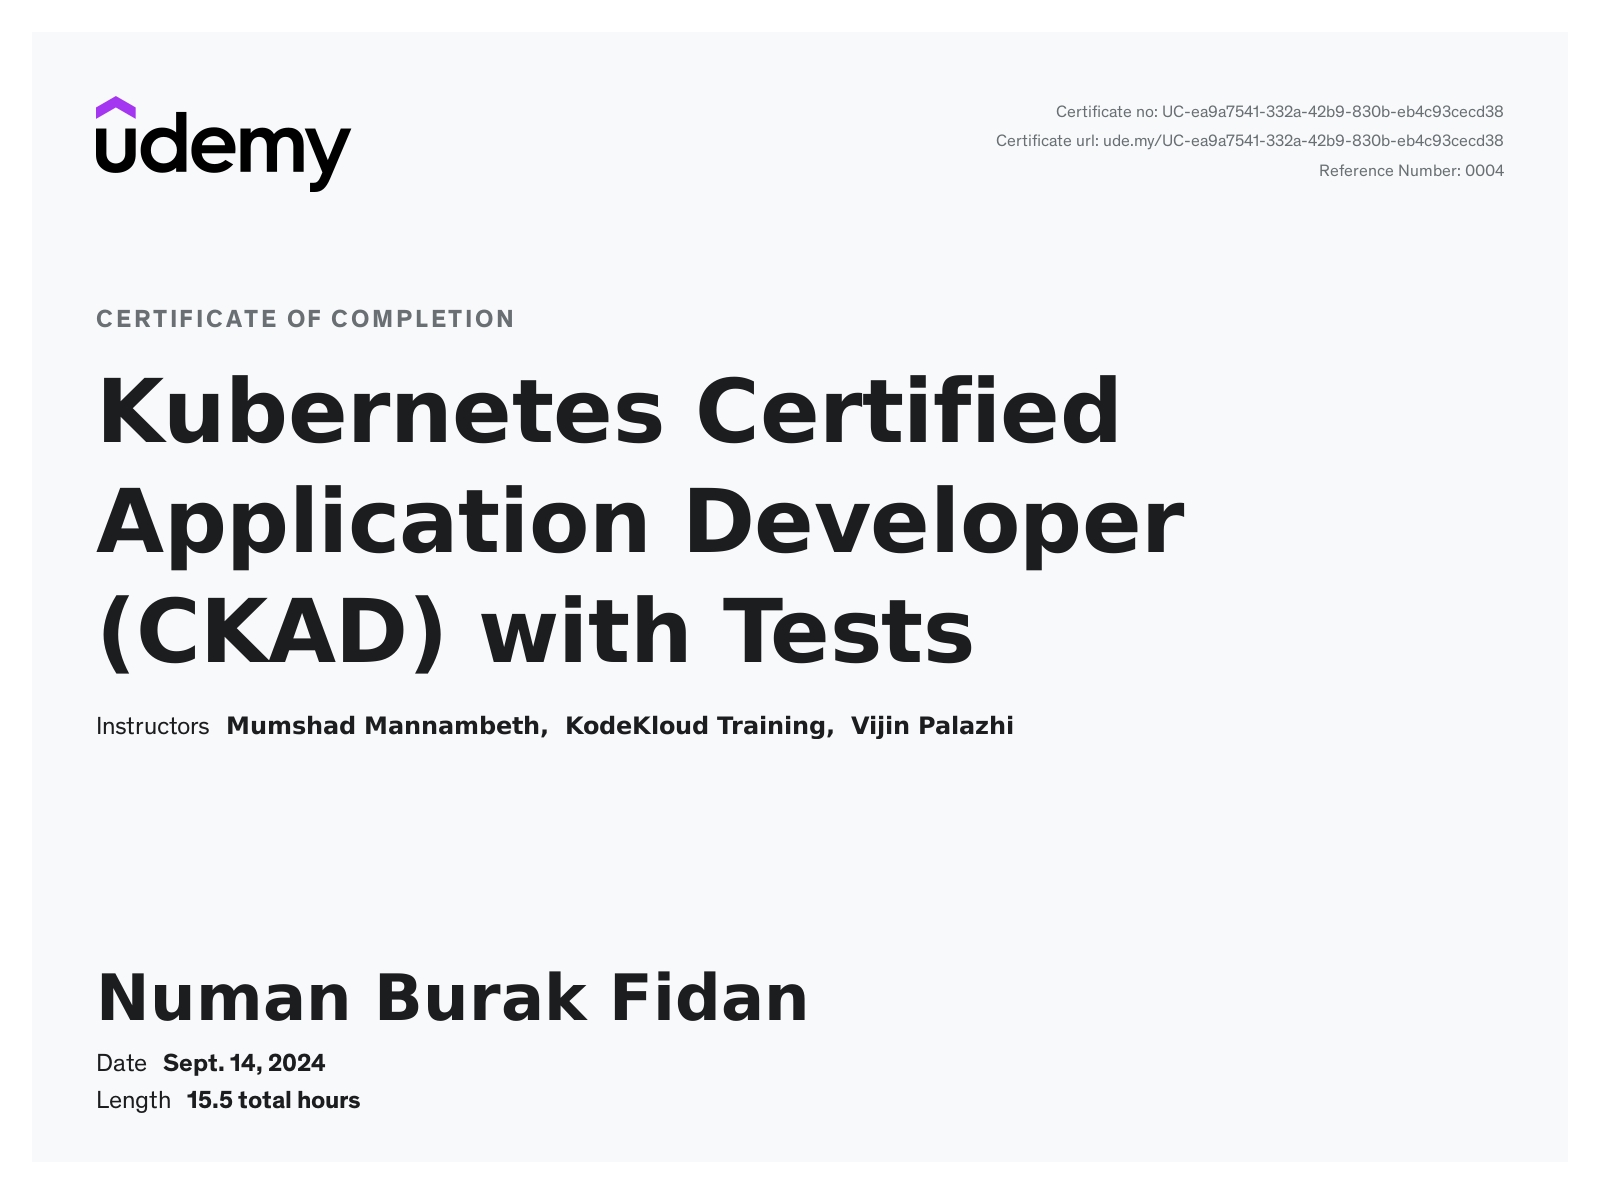 udemy
Certificate no: UC-ea9a7541-332a-42b9-830b-eb4c93cecd38
Certificate url: ude.my/UC-ea9a7541-332a-42b9-830b-eb4c93cecd38
Reference Number: 0004
CERTIFICATE OF COMPLETION
Kubernetes Certified
Application Developer
(CKAD) with Tests
Instructors Mumshad Mannambeth, KodeKloud Training, Vijin Palazhi
Numan Burak Fidan
Date Sept. 14, 2024
Length 15.5 total hours